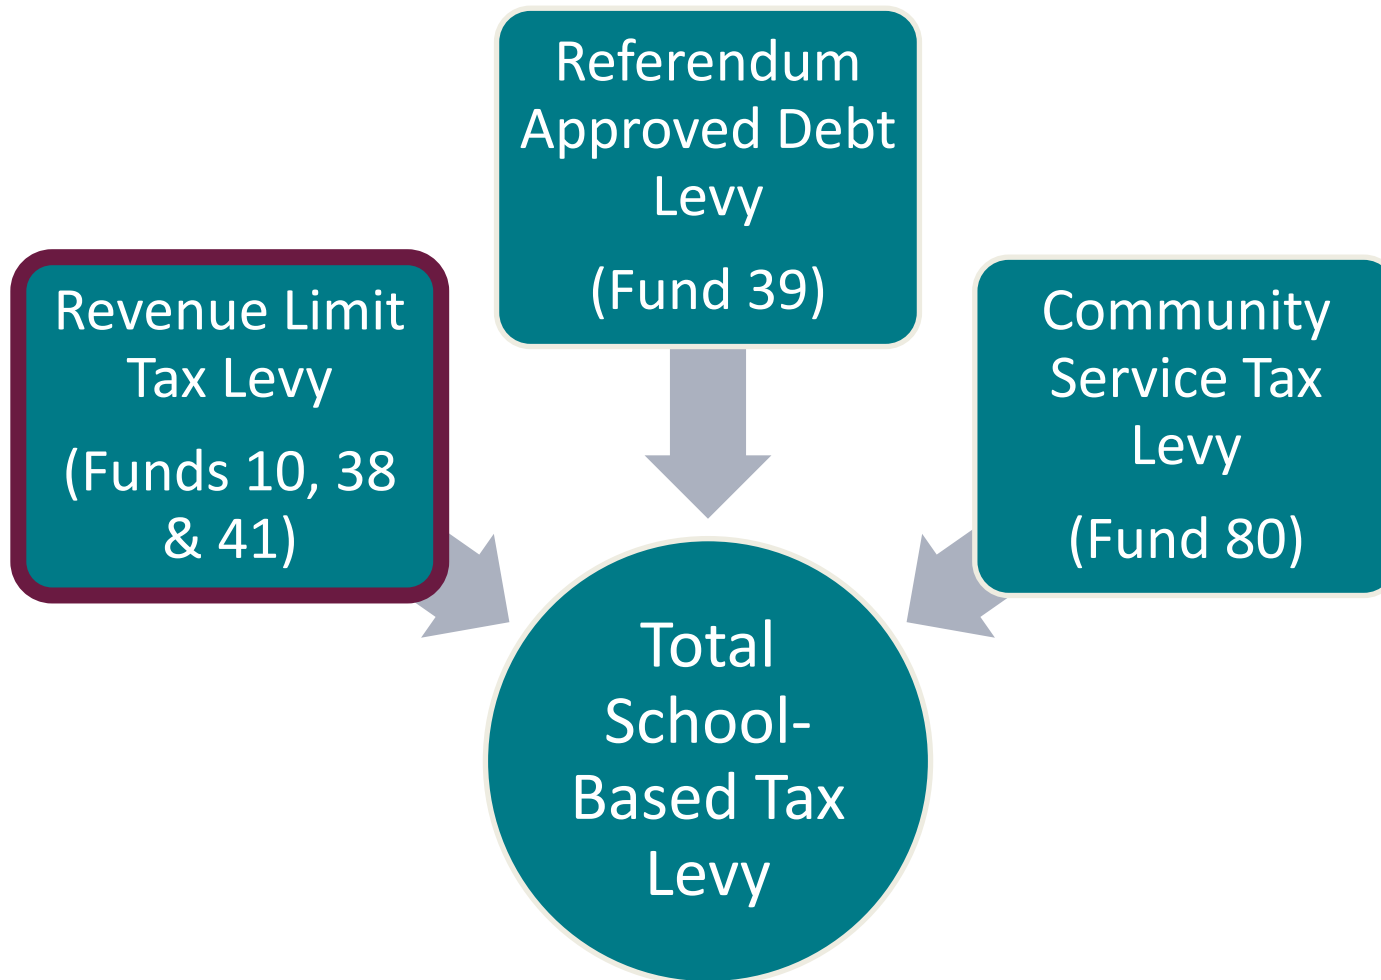 Referendum
Approved Debt
Levy
(Fund 39)
Revenue Limit
Tax Levy
(Funds 10, 38
& 41)
Community
Service Tax
Levy
(Fund 80)
Total
School-
Based Tax
Levy